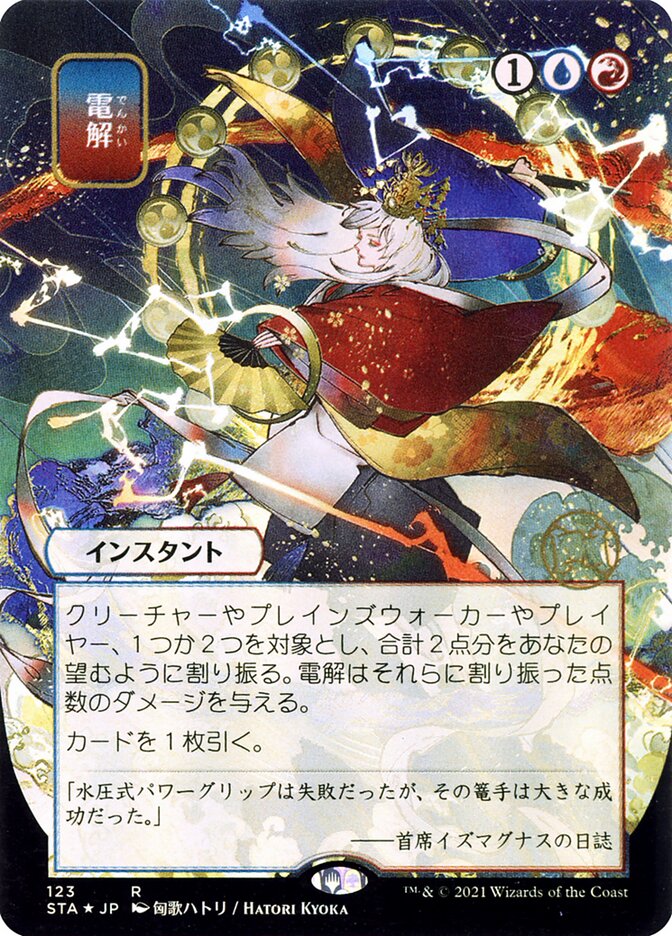 電解
でんかい
1
インスタント
クリーチャーやプレインズウォーカーやプレイ
ヤー、1つか2つを対象とし、合計2点分をあなたの
望むように割り振る。電解はそれらに割り振った点
数のダメージを与える。
カードを1枚引く。
「水圧式パワーグリップは失敗だったが、その篭手は大きな成
功だった。」
――首席イズマグナスの日誌
123 R
STA ★ JP 匈歌ハトリ / HATORI KYOKA
™ & © 2021 Wizards of the Coast